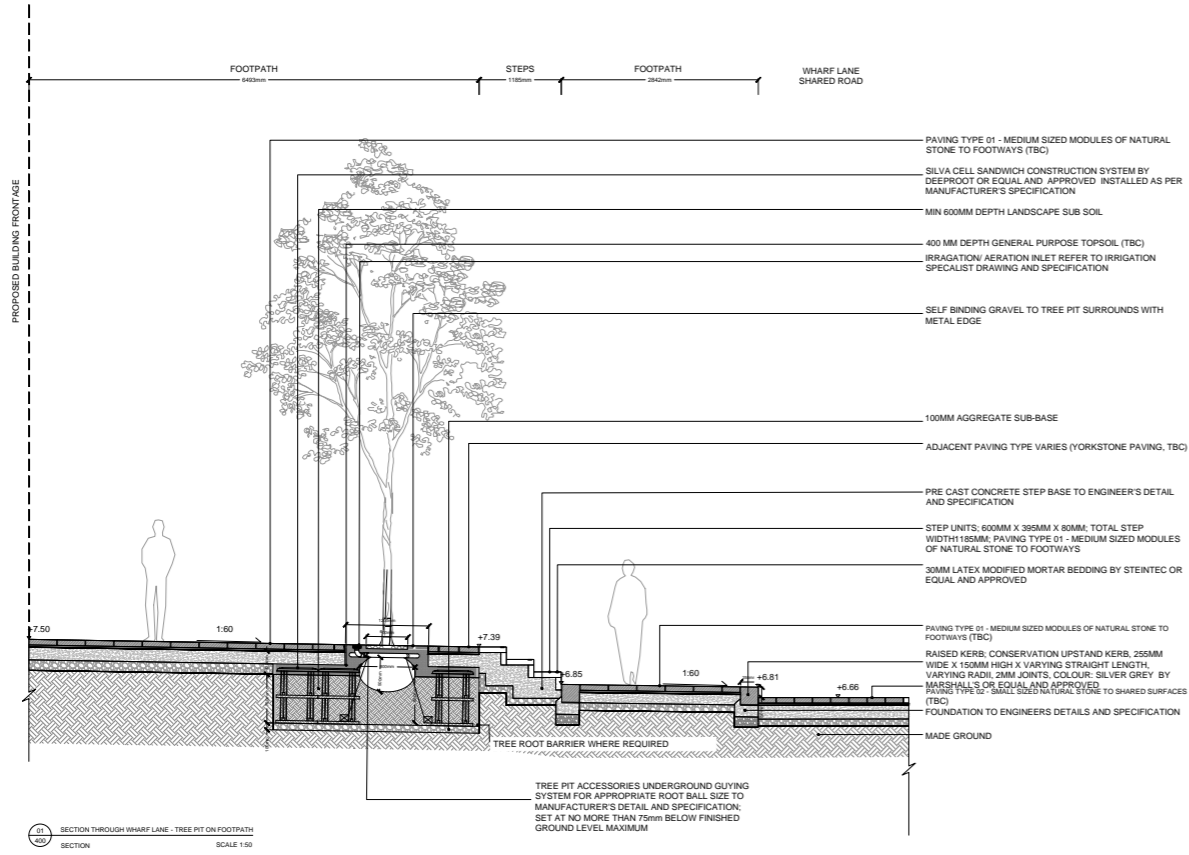 FOOTPATH
6493mm
STEPS
1185mm
FOOTPATH
2842mm
WHARF LANE
SHARED ROAD
PROPOSED BUILDING FRONTAGE
PAVING TYPE 01 - MEDIUM SIZED MODULES OF NATURAL
STONE TO FOOTWAYS (TBC)
SILVA CELL SANDWICH CONSTRUCTION SYSTEM BY
DEEPROOT OR EQUAL AND APPROVED INSTALLED AS PER
MANUFACTURER'S SPECIFICATION
MIN 600MM DEPTH LANDSCAPE SUB SOIL
400 MM DEPTH GENERAL PURPOSE TOPSOIL (TBC)
IRRAGATION/ AERATION INLET REFER TO IRRIGATION
SPECALIST DRAWING AND SPECIFICATION
SELF BINDING GRAVEL TO TREE PIT SURROUNDS WITH
METAL EDGE
100MM AGGREGATE SUB-BASE
ADJACENT PAVING TYPE VARIES (YORKSTONE PAVING, TBC)
PRE CAST CONCRETE STEP BASE TO ENGINEER'S DETAIL
AND SPECIFICATION
STEP UNITS; 600MM X 395MM X 80MM; TOTAL STEP
WIDTH1185MM; PAVING TYPE 01 - MEDIUM SIZED MODULES
OF NATURAL STONE TO FOOTWAYS
30MM LATEX MODIFIED MORTAR BEDDING BY STEINTEC OR
EQUAL AND APPROVED
PAVING TYPE 01 - MEDIUM SIZED MODULES OF NATURAL STONE TO
FOOTWAYS (TBC)
RAISED KERB; CONSERVATION UPSTAND KERB, 255MM
WIDE X 150MM HIGH X VARYING STRAIGHT LENGTH,
VARYING RADII, 2MM JOINTS, COLOUR: SILVER GREY BY
MARSHALL'S OR EQUAL AND APPROVED
PAVING TYPE 02 - SMALL SIZED NATURAL STONE TO SHARED SURFACES
(TBC)
FOUNDATION TO ENGINEERS DETAILS AND SPECIFICATION
MADE GROUND
+7.50
1:60
+7.39
+6.85
1:60
+6.81
+6.66
TREE ROOT BARRIER WHERE REQUIRED
TREE PIT ACCESSORIES UNDERGROUND GUYING
SYSTEM FOR APPROPRIATE ROOT BALL SIZE TO
MANUFACTURER'S DETAIL AND SPECIFICATION;
SET AT NO MORE THAN 75mm BELOW FINISHED
GROUND LEVEL MAXIMUM
01
400
SECTION THROUGH WHARF LANE - TREE PIT ON FOOTPATH
SECTION
SCALE 1:50